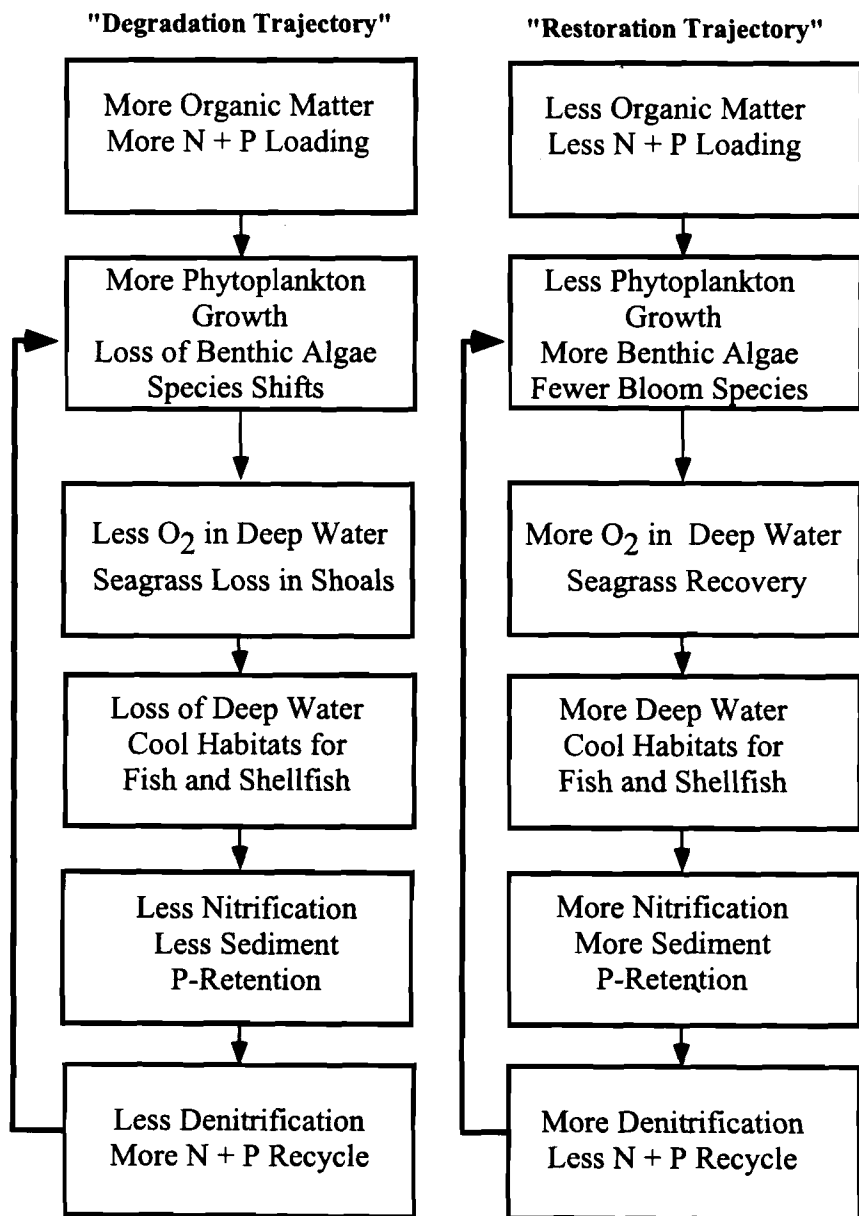 "Degradation Trajectory"
More Organic Matter
More N + P Loading
More Phytoplankton
Growth
Loss of Benthic Algae
Species Shifts
Less O2 in Deep Water
Seagrass Loss in Shoals
Loss of Deep Water
Cool Habitats for
Fish and Shellfish
Less Nitrification
Less Sediment
P-Retention
Less Denitrification
More N + P Recycle
"Restoration Trajectory"
Less Organic Matter
Less N + P Loading
Less Phytoplankton
Growth
More Benthic Algae
Fewer Bloom Species
More O2 in Deep Water
Seagrass Recovery
More Deep Water
Cool Habitats for
Fish and Shellfish
More Nitrification
More Sediment
P-Retention
More Denitrification
Less N + P Recycle